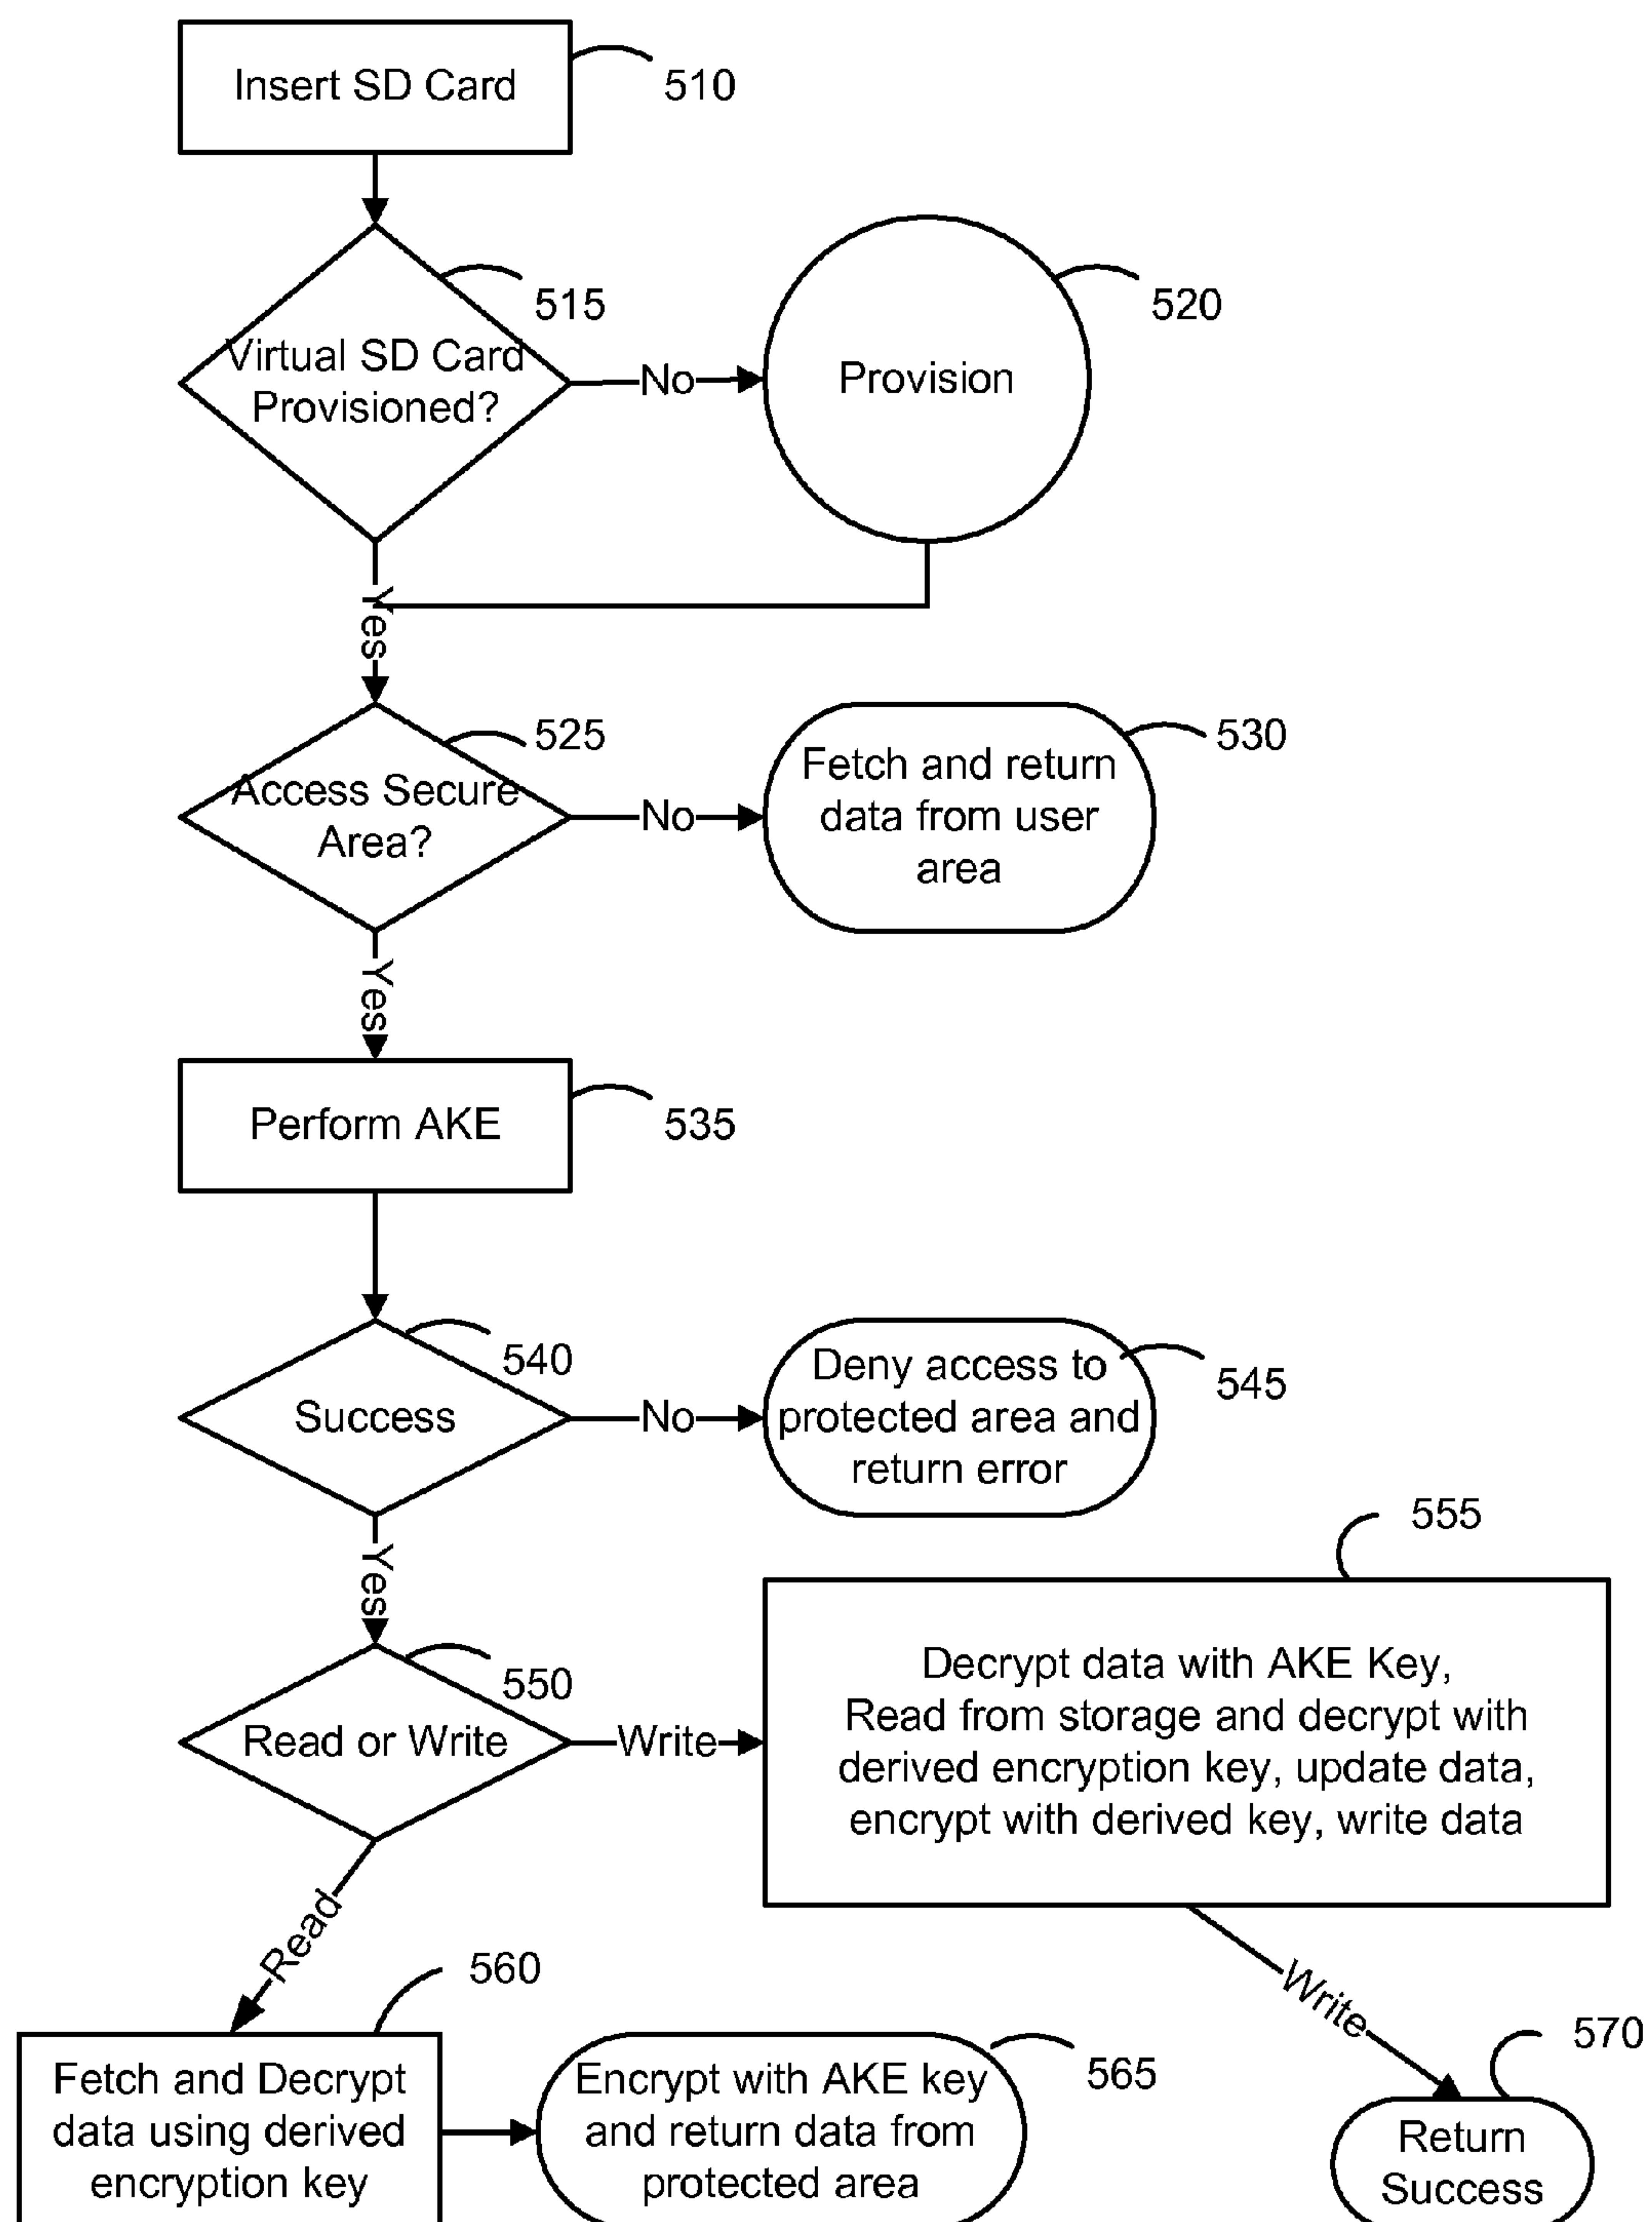 Insert SD Card
510
515
Virtual SD Card
Provisioned?
No
Provision
520
Yes
525
Access Secure
Area?
No
Fetch and return
data from user
area
530
Yes
Perform AKE
535
540
Success
No
Deny access to
protected area and
return error
545
Yes
550
Read or Write
Write
555
Decrypt data with AKE Key,
Read from storage and decrypt with
derived encryption key, update data,
encrypt with derived key, write data
Read
Write
560
Fetch and Decrypt
data using derived
encryption key
Encrypt with AKE key
and return data from
protected area
565
570
Return
Success